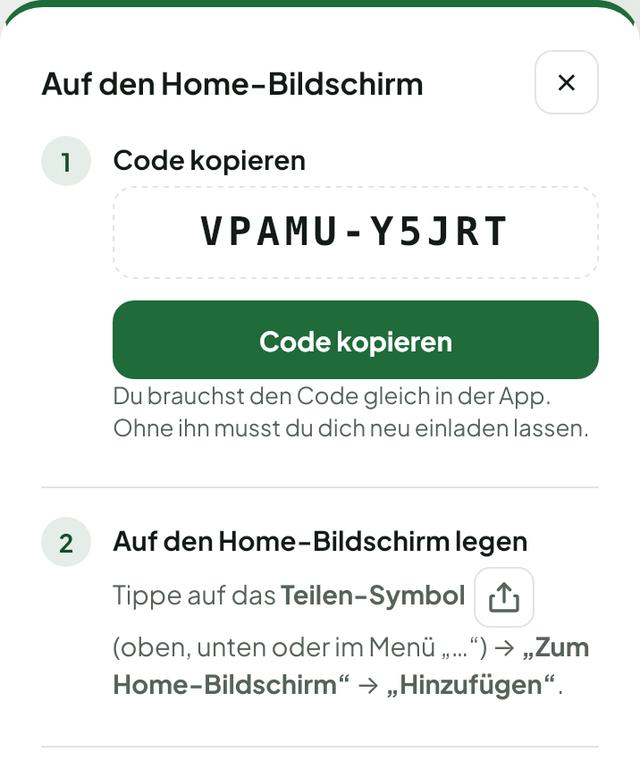 Auf den Home-Bildschirm
1 Code kopieren
VPAMU-Y5JRT
Code kopieren
Du brauchst den Code gleich in der App.
Ohne ihn musst du dich neu einladen lassen.
2 Auf den Home-Bildschirm legen
Tippe auf das Teilen-Symbol
(oben, unten oder im Menü „…“) → „Zum
Home-Bildschirm“ → „Hinzufügen“.